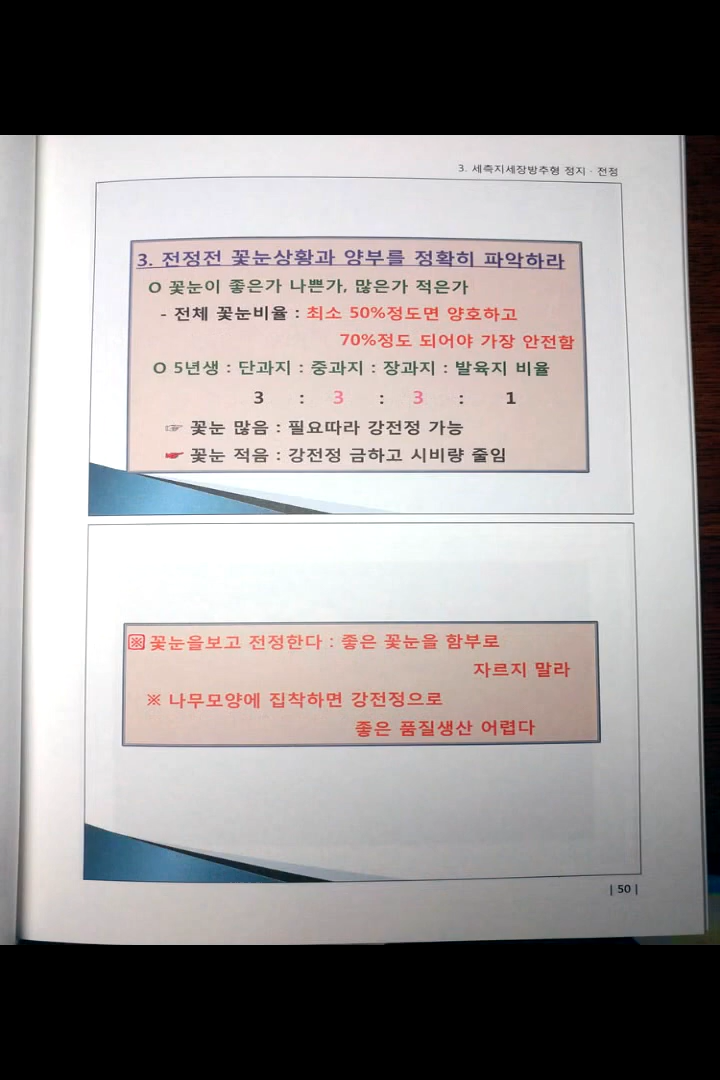 3. 세측지세장방추형 정지 · 전정
3. 전정전 꽃눈상황과 양부를 정확히 파악하라
O 꽃눈이 좋은가 나쁜가, 많은가 적은가
- 전체 꽃눈비율 : 최소 50%정도면 양호하고
70%정도 되어야 가장 안전함
O 5년생 : 단과지 : 중과지 : 장과지 : 발육지 비율
3 : 3 : 3 : 1
☞ 꽃눈 많음 : 필요따라 강전정 가능
☛ 꽃눈 적음 : 강전정 금하고 시비량 줄임
※ 꽃눈을보고 전정한다 : 좋은 꽃눈을 함부로
자르지 말라
※ 나무모양에 집착하면 강전정으로
좋은 품질생산 어렵다
| 50 |